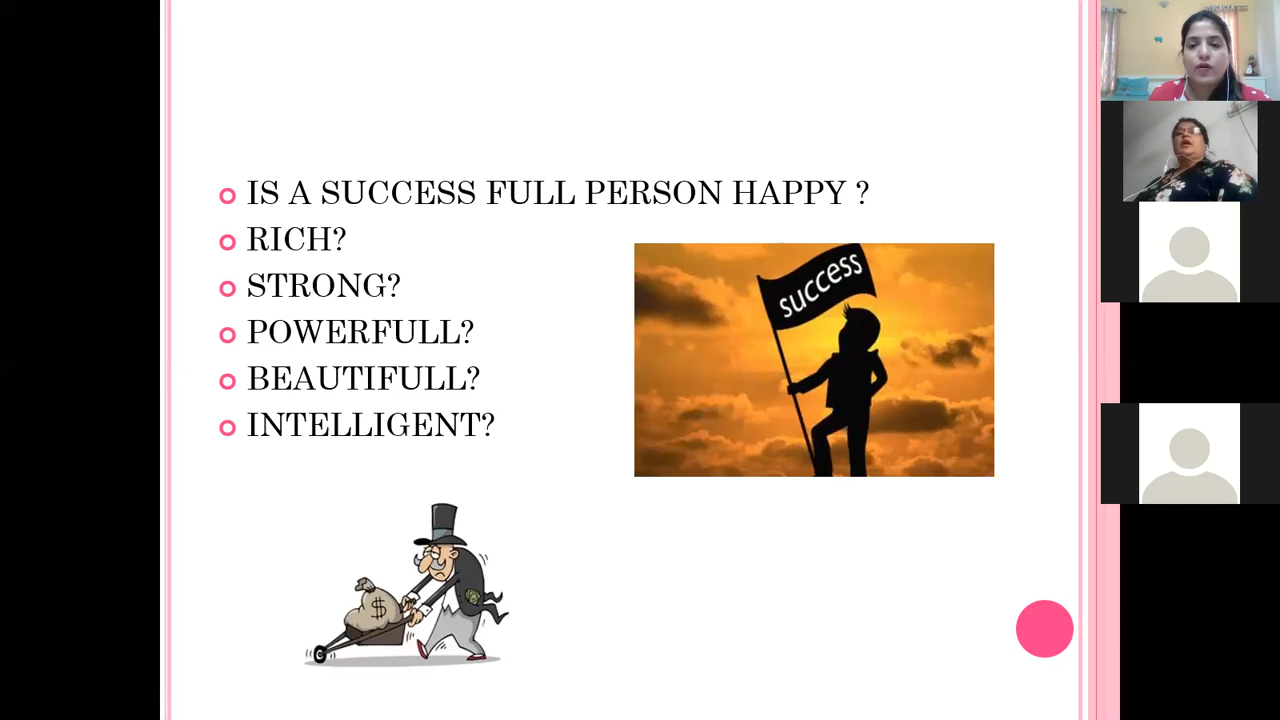 IS A SUCCESS FULL PERSON HAPPY ?
RICH?
STRONG?
POWERFULL?
BEAUTIFULL?
INTELLIGENT?
success
$